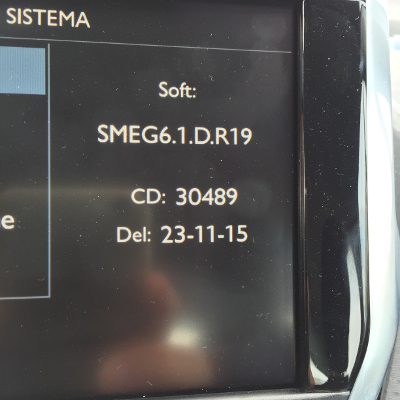 SISTEMA
Soft:
SMEG6.1.D.R19
CD: 30489
e
Del: 23-11-15